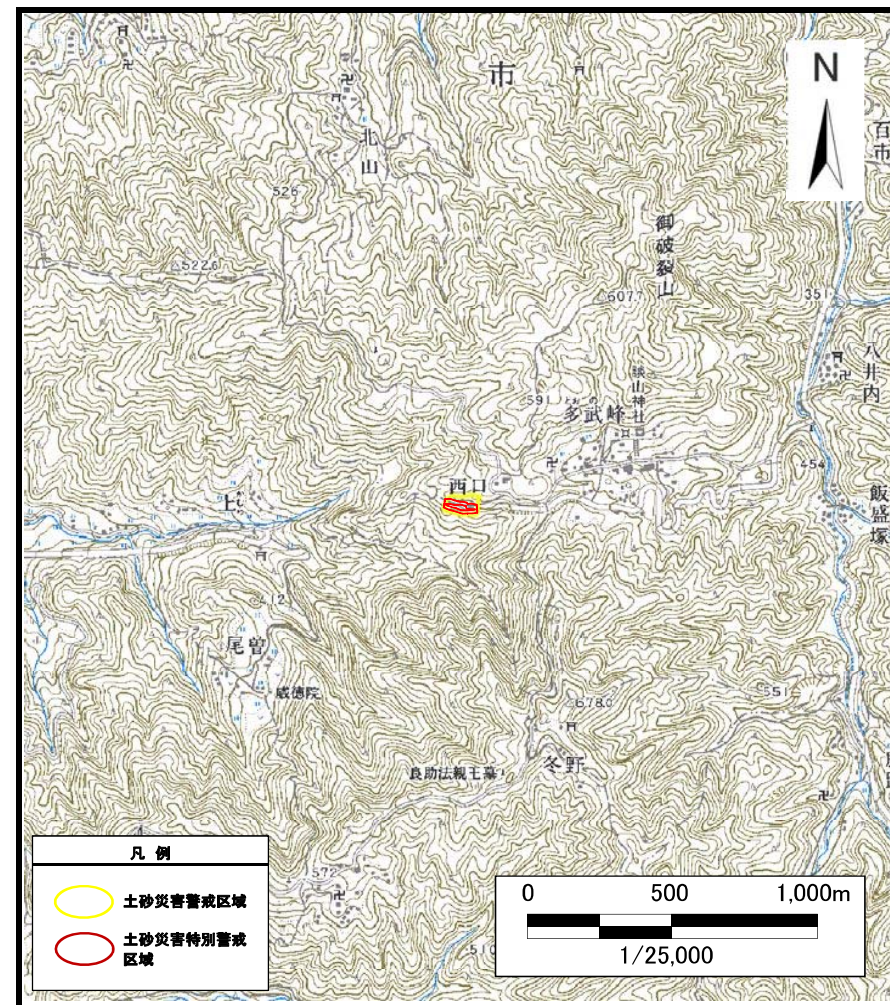 市
N
北山
百市
526
御破裂山
△522.6
△607.7
351
八井内
談山神社
591
とおの
多武峰
454
西口
上
飯盛塚
412
尾曽
威徳院
551
△678.0
良助法親王墓
冬野
572
510
凡 例
土砂災害警戒区域
土砂災害特別警戒
区域
0 500 1,000m
1/25,000